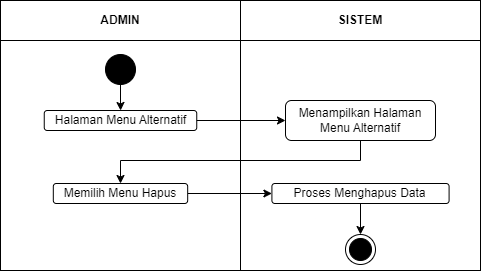 ADMIN
SISTEM
Halaman Menu Alternatif
Menampilkan Halaman
Menu Alternatif
Memilih Menu Hapus
Proses Menghapus Data